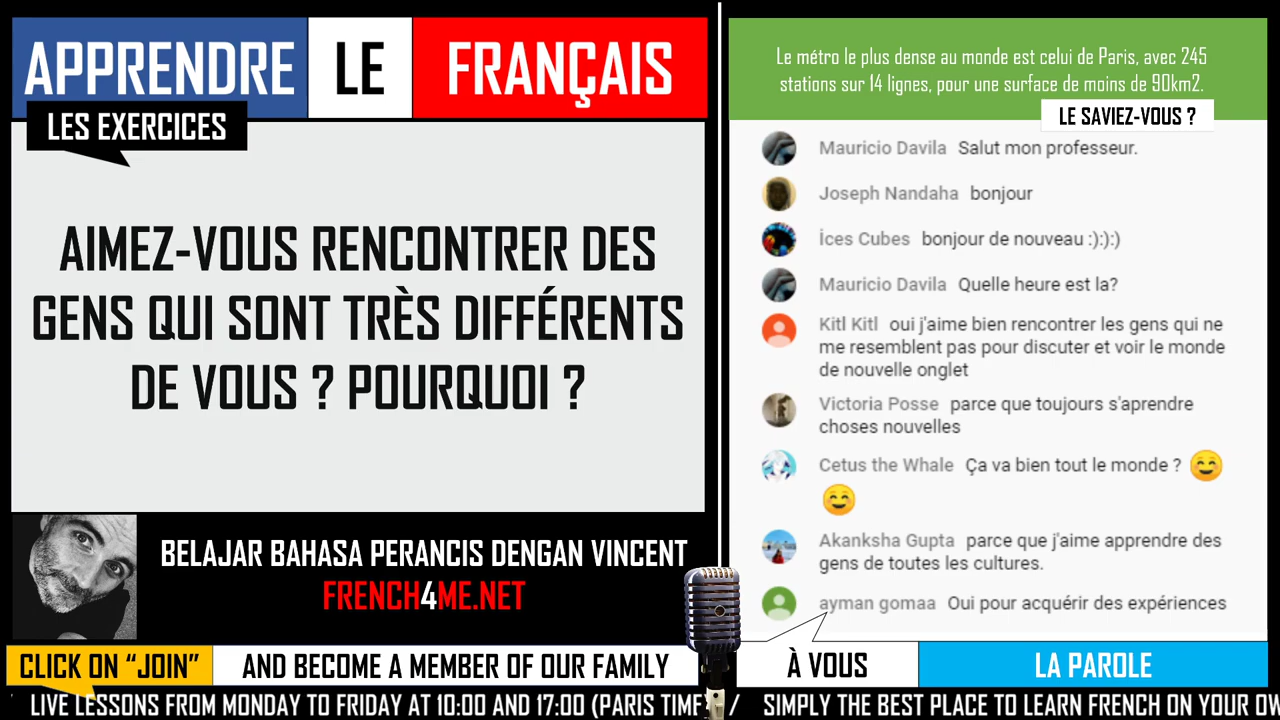 APPRENDRE LE FRANÇAIS
LES EXERCICES
AIMEZ-VOUS RENCONTRER DES
GENS QUI SONT TRÈS DIFFÉRENTS
DE VOUS ? POURQUOI ?
BELAJAR BAHASA PERANCIS DENGAN VINCENT
FRENCH4ME.NET
CLICK ON “JOIN” AND BECOME A MEMBER OF OUR FAMILY
Le métro le plus dense au monde est celui de Paris, avec 245
stations sur 14 lignes, pour une surface de moins de 90km2.
LE SAVIEZ-VOUS ?
Mauricio Davila Salut mon professeur.
Joseph Nandaha bonjour
İces Cubes bonjour de nouveau :):):)
Mauricio Davila Quelle heure est la?
Kitl Kitl oui j'aime bien rencontrer les gens qui ne
me resemblent pas pour discuter et voir le monde
de nouvelle onglet
Victoria Posse parce que toujours s'aprendre
choses nouvelles
Cetus the Whale Ça va bien tout le monde ? 😊
😊
Akanksha Gupta parce que j'aime apprendre des
gens de toutes les cultures.
ayman gomaa Oui pour acquérir des expériences
À VOUS LA PAROLE
LIVE LESSONS FROM MONDAY TO FRIDAY AT 10:00 AND 17:00 (PARIS TIME) / SIMPLY THE BEST PLACE TO LEARN FRENCH ON YOUR